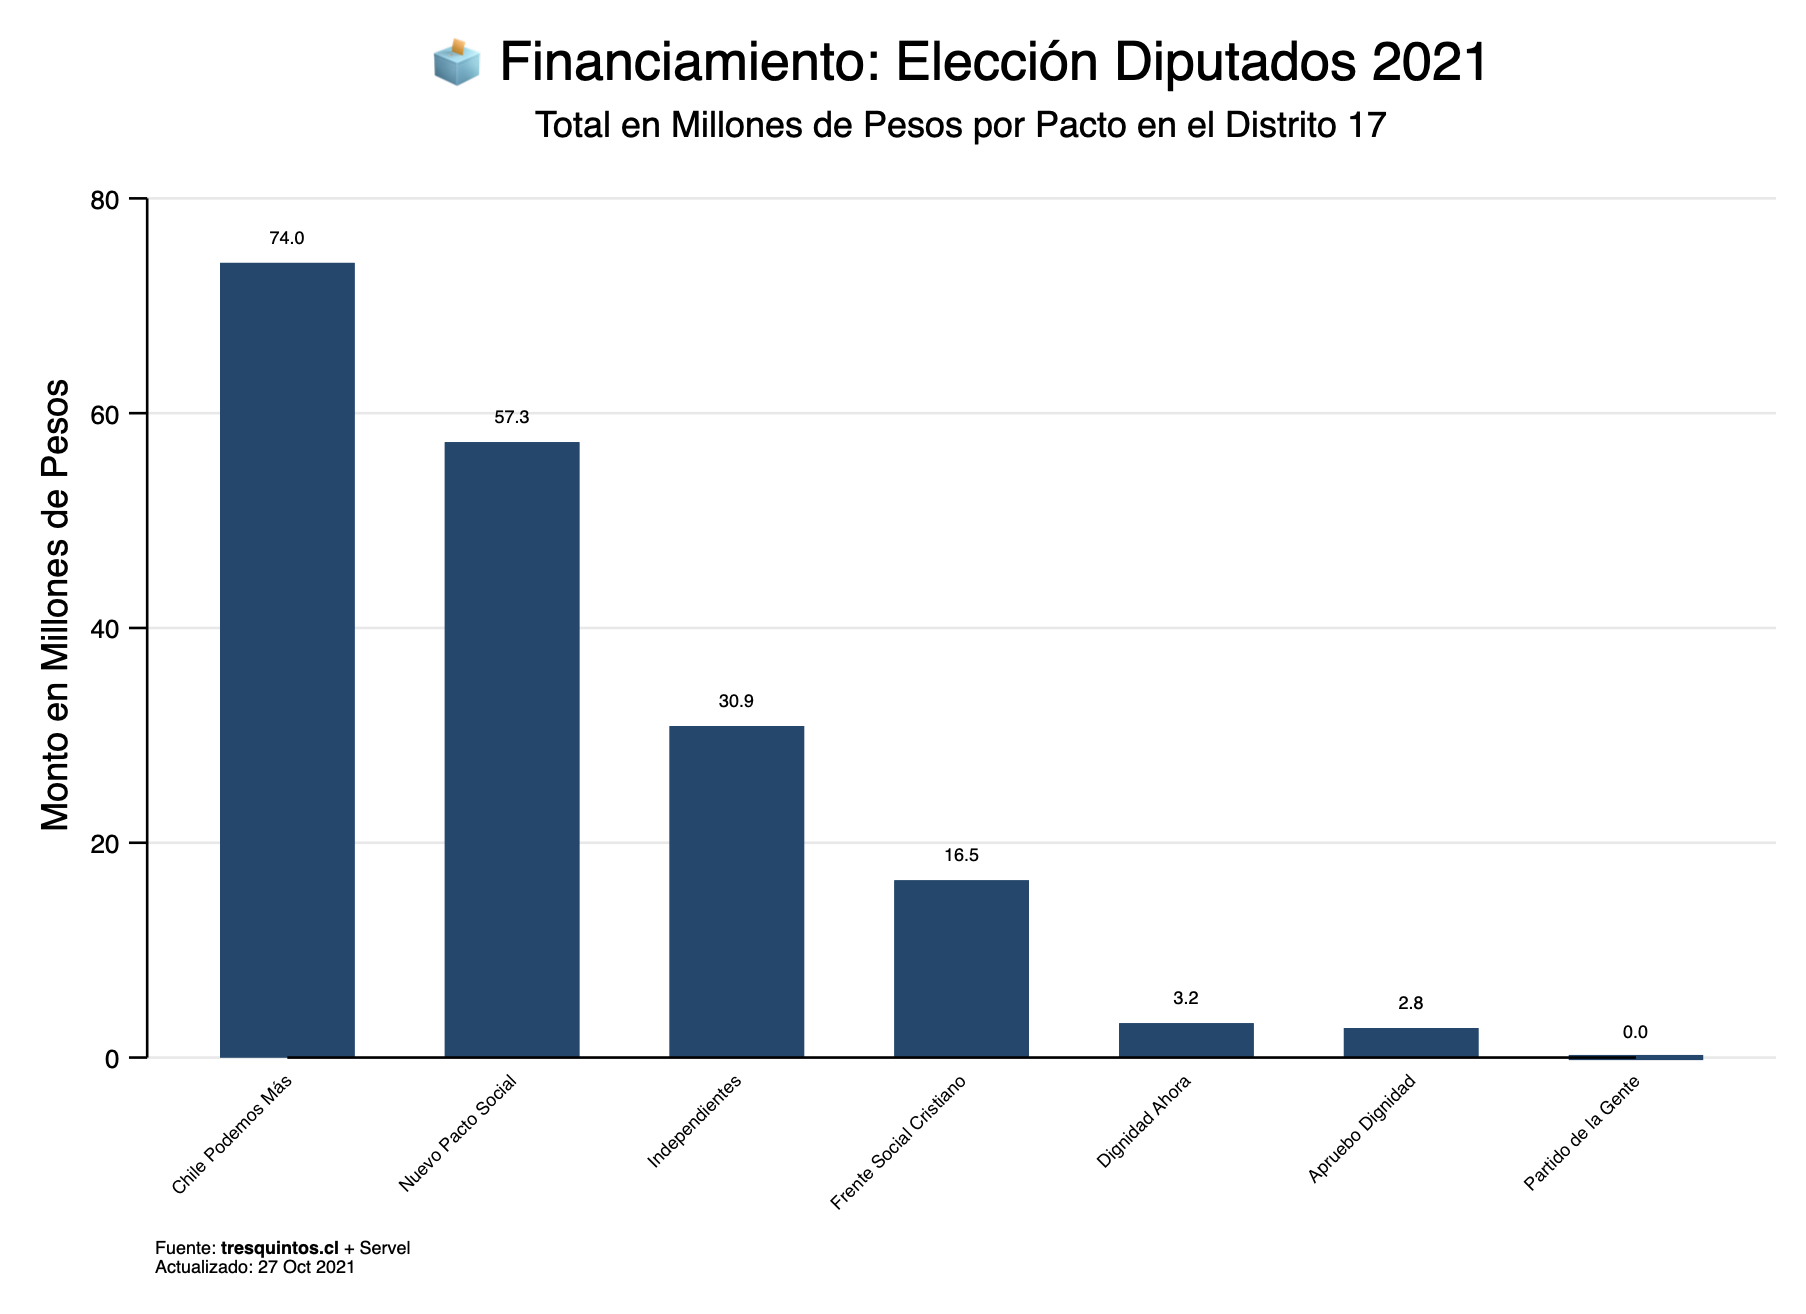 Financiamiento: Elección Diputados 2021
Total en Millones de Pesos por Pacto en el Distrito 17
Monto en Millones de Pesos
80
60
40
20
0
74.0
57.3
30.9
16.5
3.2
2.8
0.0
Chile Podemos Más
Nuevo Pacto Social
Independientes
Frente Social Cristiano
Dignidad Ahora
Apruebo Dignidad
Partido de la Gente
Fuente: tresquintos.cl + Servel
Actualizado: 27 Oct 2021